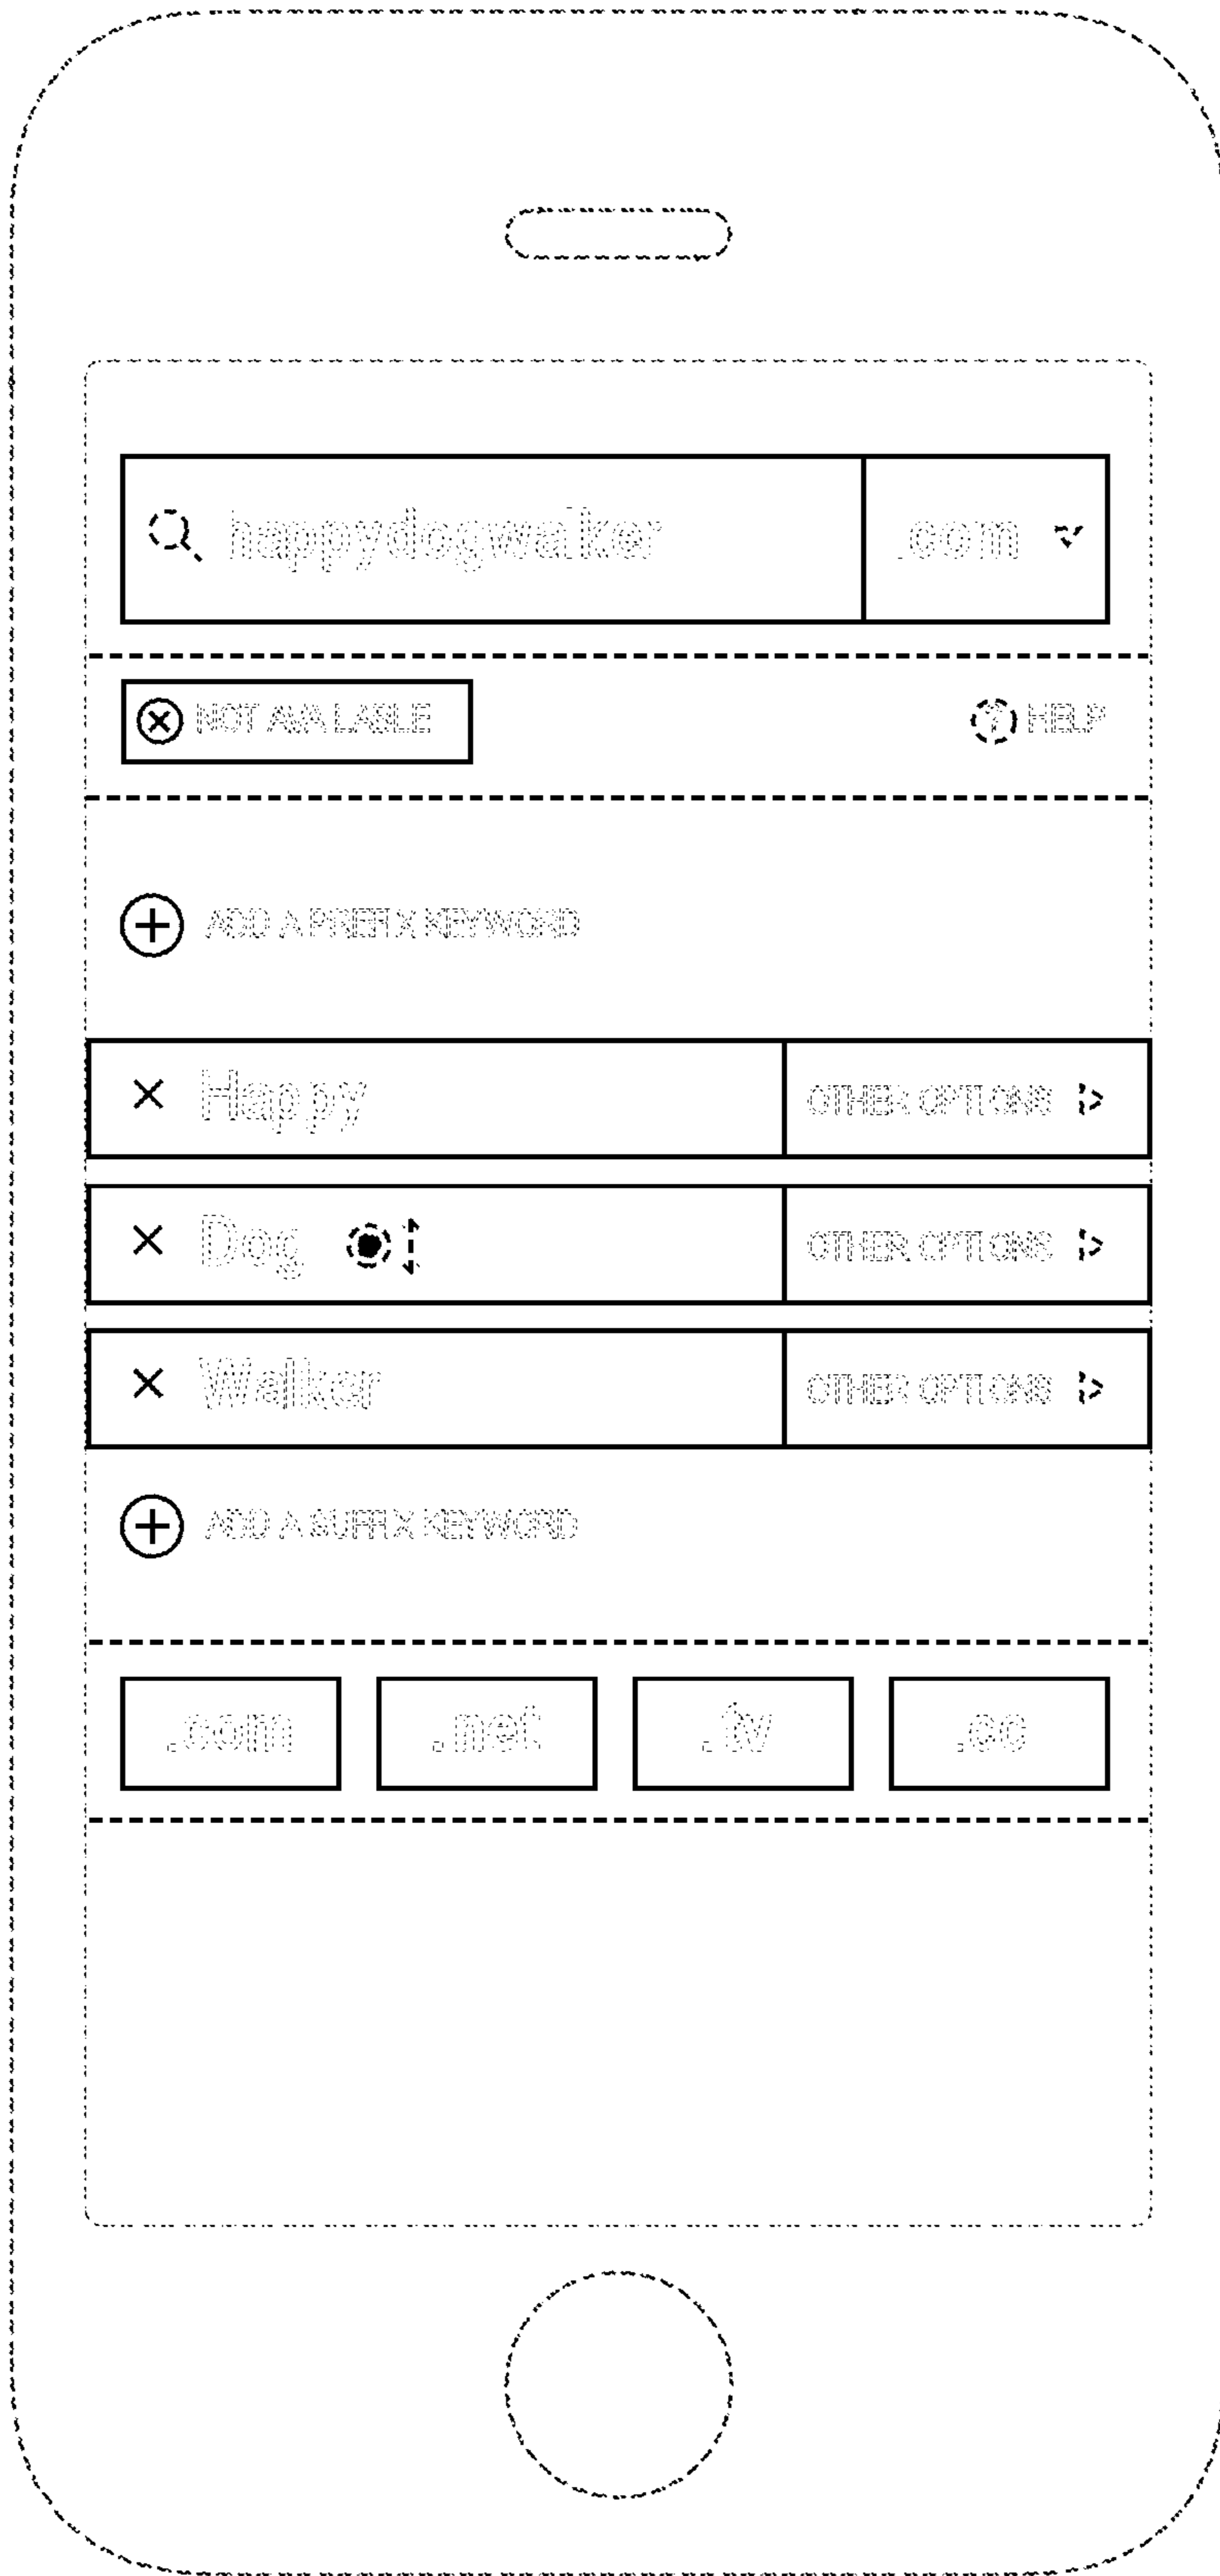 happydogwalker .com
NOT AVAILABLE ? HELP
ADD A PREFIX KEYWORD
Happy OTHER OPTIONS
Dog OTHER OPTIONS
Walker OTHER OPTIONS
ADD A SUFFIX KEYWORD
.com .net .tv .cc